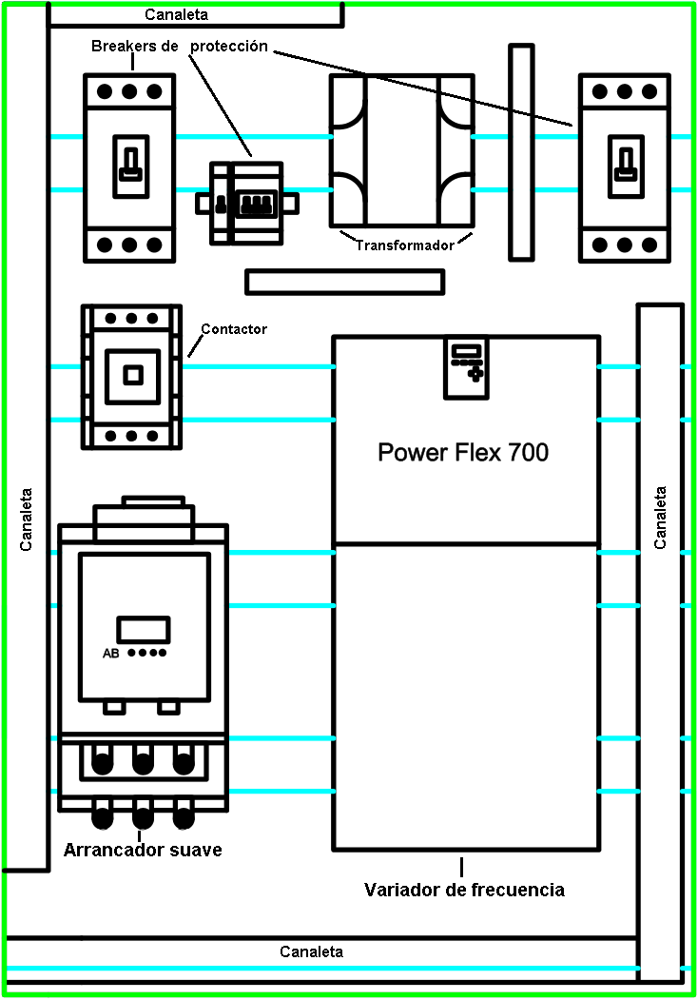 Canaleta
Breakers de protección
Transformador
Contactor
Power Flex 700
Canaleta
Canaleta
AB
Arrancador suave
Variador de frecuencia
Canaleta